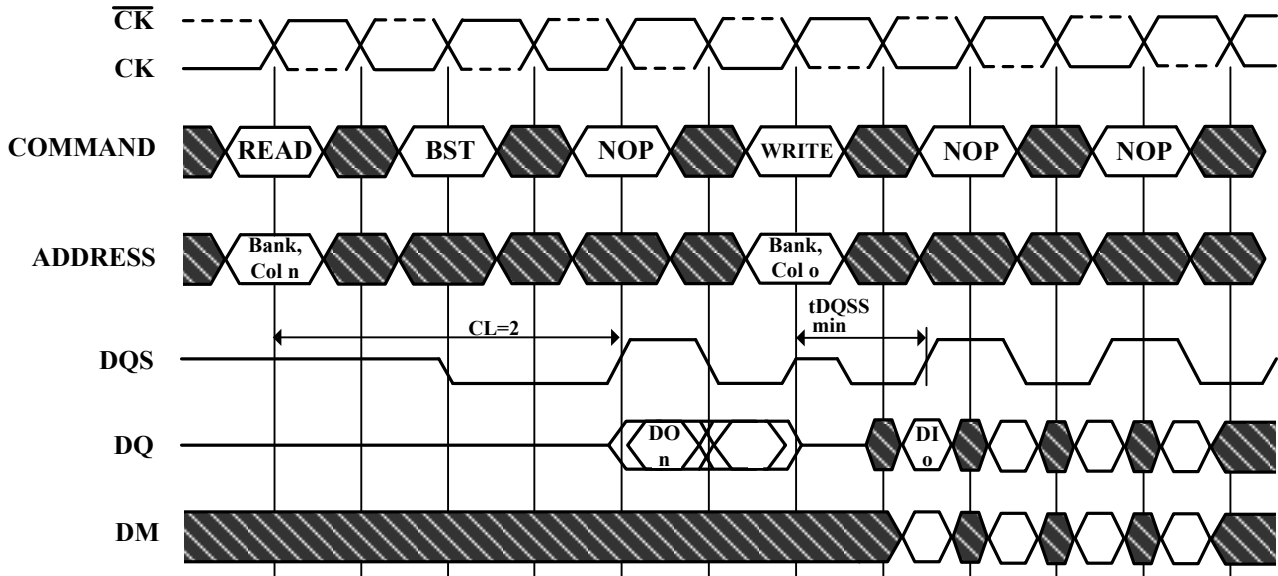 CK
CK
COMMAND
READ
BST
NOP
WRITE
NOP
NOP
ADDRESS
Bank,
Col n
Bank,
Col o
CL=2
tDQSS
min
DQS
DQ
DO
n
DI
o
DM